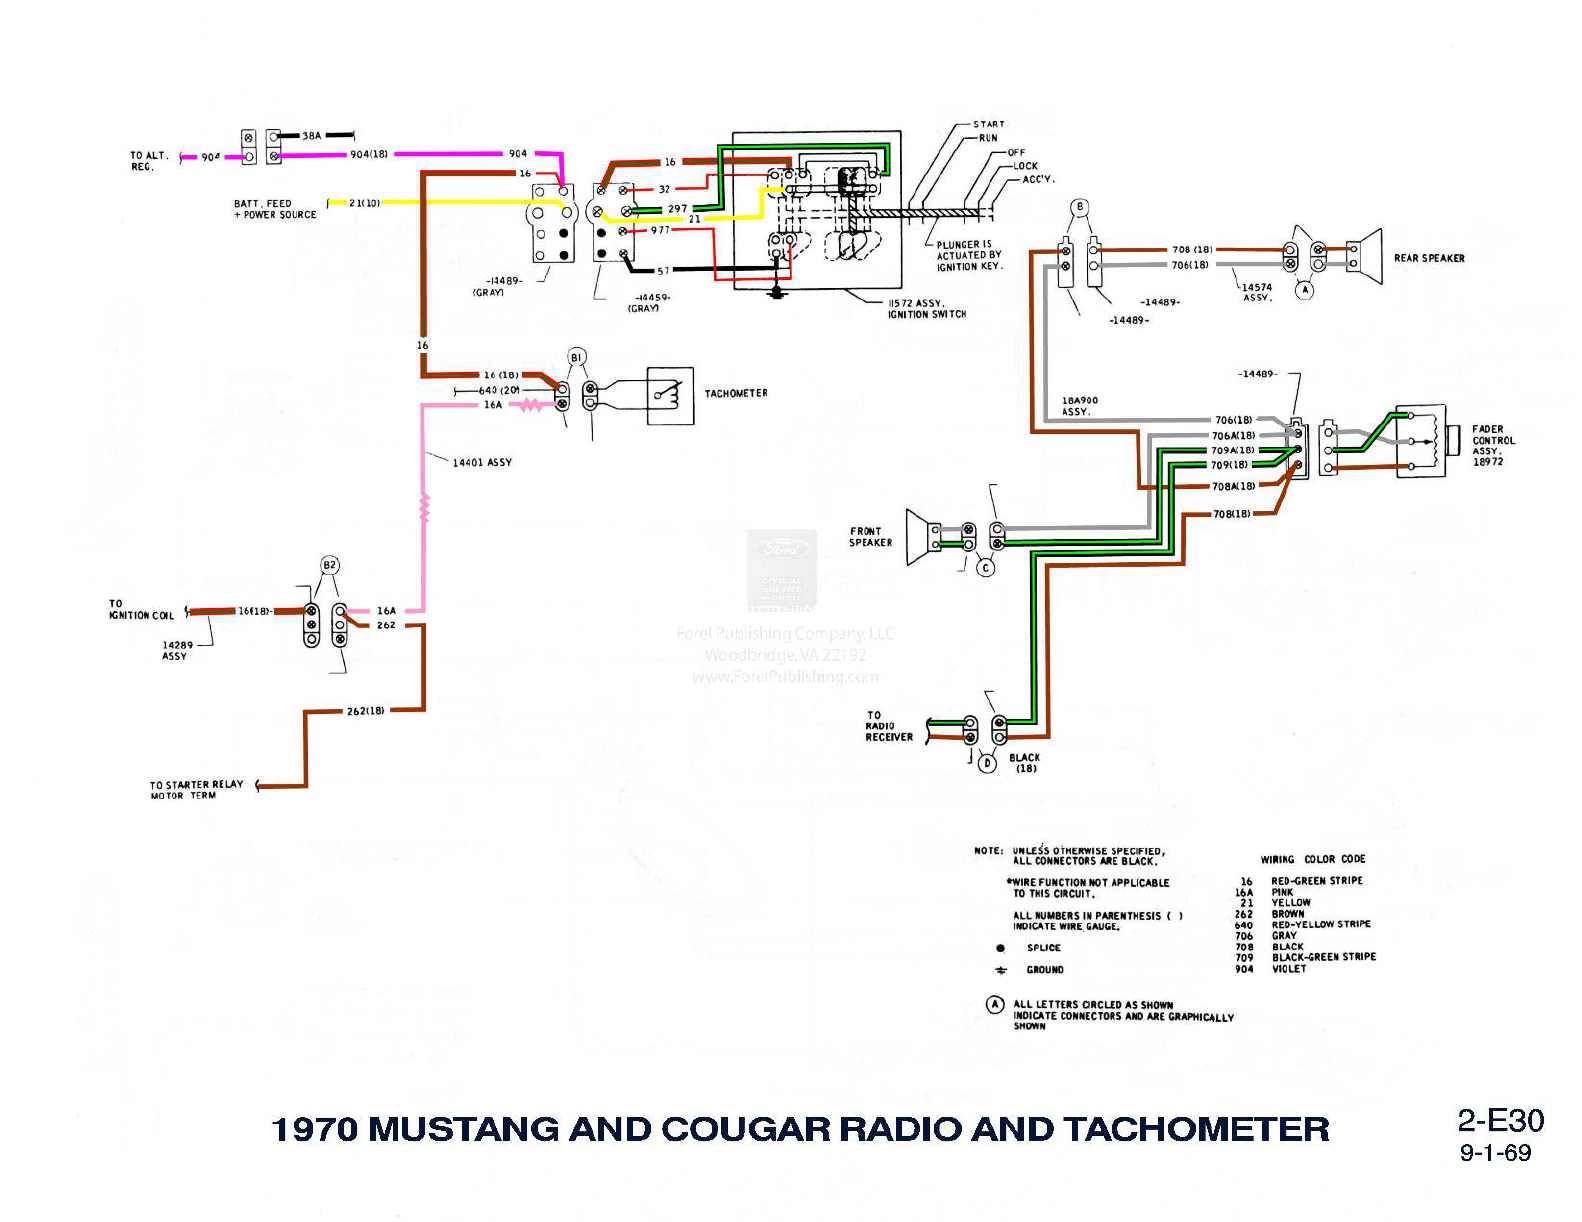 38A
TO ALT.
REG.
904
904(18)
904
16
BATT. FEED
+ POWER SOURCE
21(10)
-14489-
(GRAY)
16
32
297
21
977
57
-14459-
(GRAY)
START
RUN
OFF
LOCK
ACC'Y.
PLUNGER IS
ACTUATED BY
IGNITION KEY.
11572 ASSY.
IGNITION SWITCH
B
708 (18)
706(18)
14574
ASSY.
A
REAR SPEAKER
-14489-
-14489-
16
16 (18)
640 (20)
16A
B1
TACHOMETER
14401 ASSY
-14489-
18A900
ASSY.
706(18)
706A(18)
709A(18)
709(18)
708A(18)
708(18)
FADER
CONTROL
ASSY.
18972
FRONT
SPEAKER
C
B2
TO
IGNITION COIL
16(18)-
14289
ASSY
16A
262
262(18)
TO STARTER RELAY
MOTOR TERM
Ford
OFFICIAL
LICENSED
Forel Publishing Company, LLC
Woodbridge, VA 22192
www.ForelPublishing.com
TO
RADIO
RECEIVER
D
BLACK
(18)
NOTE: UNLESS OTHERWISE SPECIFIED,
ALL CONNECTORS ARE BLACK.
*WIRE FUNCTION NOT APPLICABLE
TO THIS CIRCUIT.
ALL NUMBERS IN PARENTHESIS ( )
INDICATE WIRE GAUGE.
SPLICE
GROUND
A ALL LETTERS CIRCLED AS SHOWN
INDICATE CONNECTORS AND ARE GRAPHICALLY
SHOWN
WIRING COLOR CODE
16 RED-GREEN STRIPE
16A PINK
21 YELLOW
262 BROWN
640 RED-YELLOW STRIPE
706 GRAY
708 BLACK
709 BLACK-GREEN STRIPE
904 VIOLET
1970 MUSTANG AND COUGAR RADIO AND TACHOMETER
2-E30
9-1-69